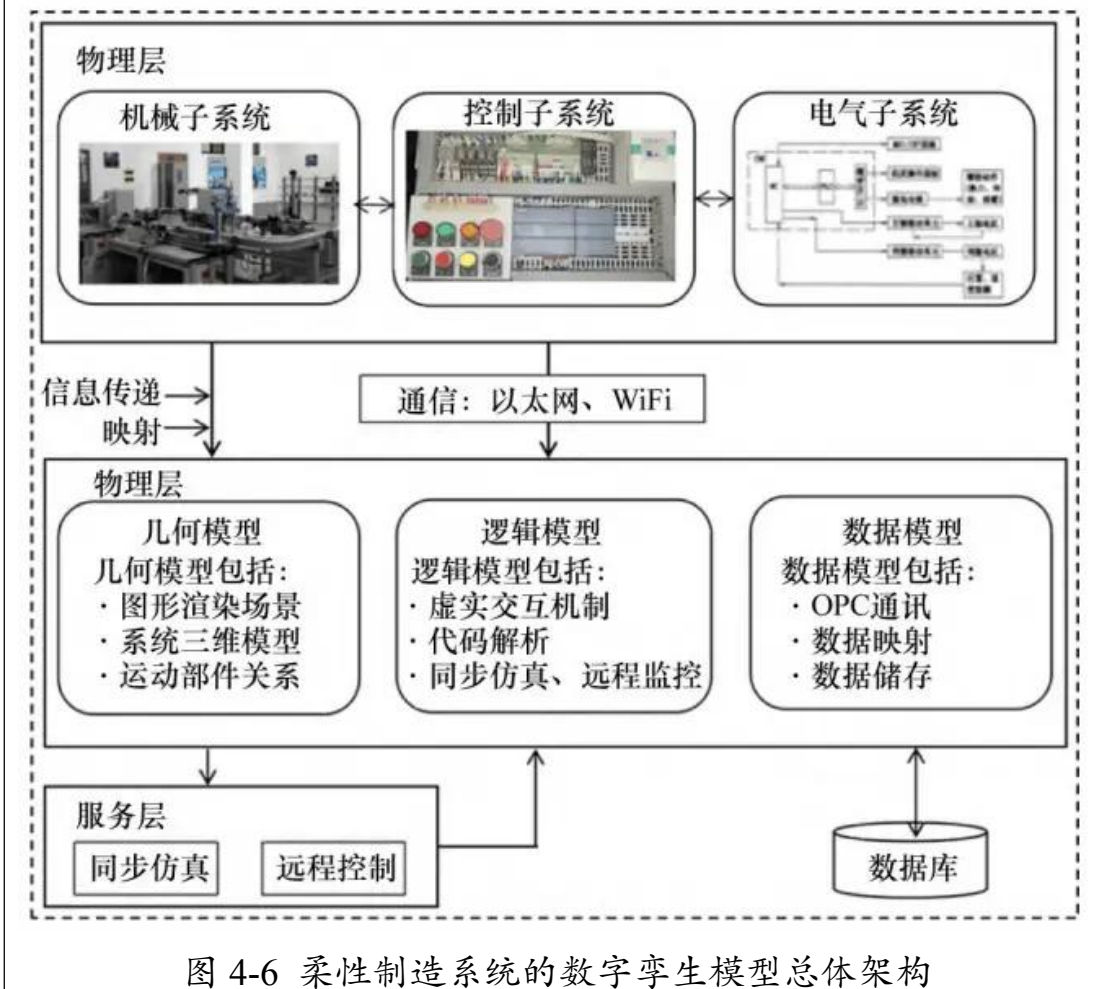 物理层
机械子系统
控制子系统
电气子系统
信息传递
映射
通信：以太网、WiFi
物理层
几何模型
几何模型包括：
·图形渲染场景
·系统三维模型
·运动部件关系
逻辑模型
逻辑模型包括：
·虚实交互机制
·代码解析
·同步仿真、远程监控
数据模型
数据模型包括：
·OPC通讯
·数据映射
·数据储存
服务层
同步仿真
远程控制
数据库
图 4-6 柔性制造系统的数字孪生模型总体架构